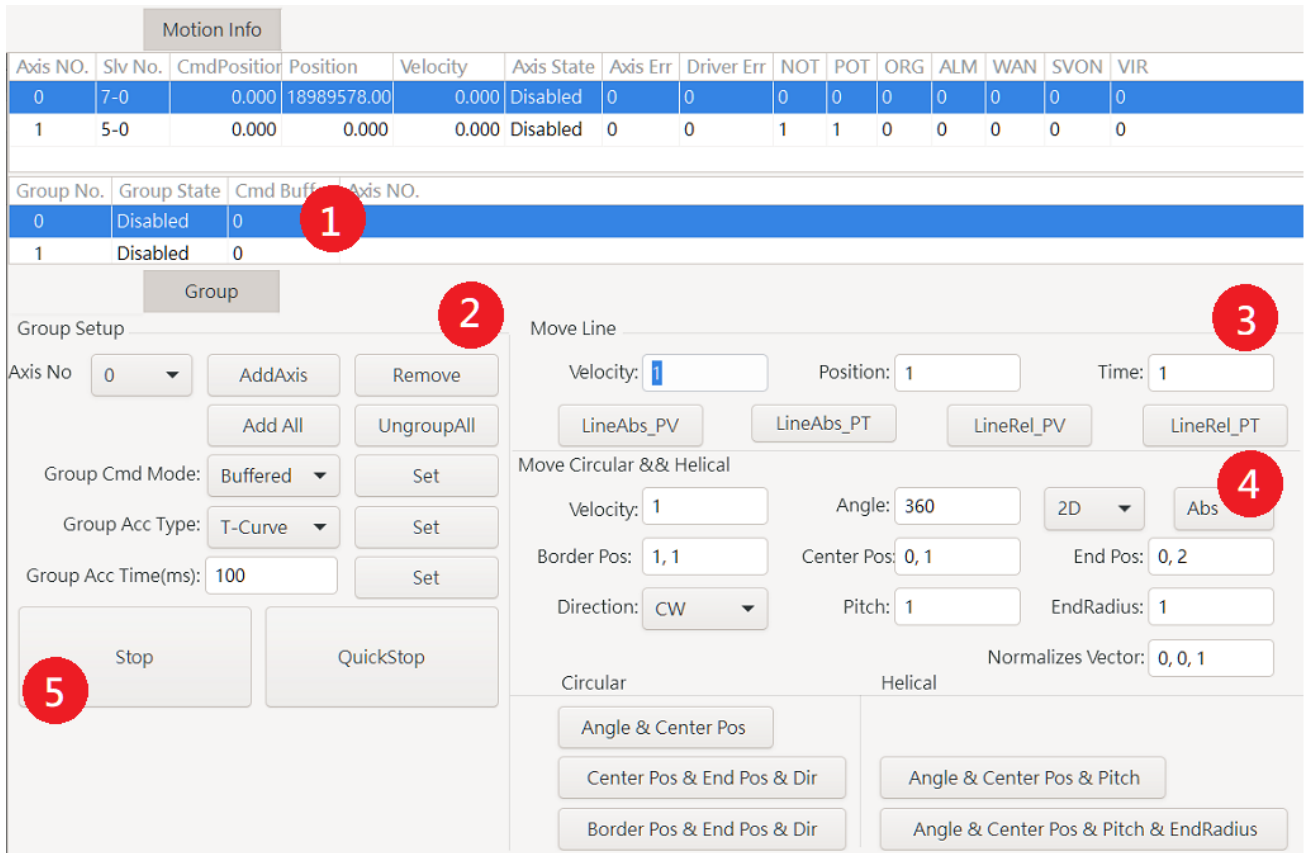 Motion Info
Axis NO. Slv No. CmdPosition Position Velocity Axis State Axis Err Driver Err NOT POT ORG ALM WAN SVON VIR
0 7-0 0.000 18989578.00 0.000 Disabled 0 0 0 0 0 0 0 0 0
1 5-0 0.000 0.000 0.000 Disabled 0 0 1 1 0 0 0 0 0
Group No. Group State Cmd Buff Axis NO.
0 Disabled 0 1
1 Disabled 0
Group
2
Group Setup
Axis No 0 AddAxis Remove
Add All UngroupAll
Group Cmd Mode: Buffered Set
Group Acc Type: T-Curve Set
Group Acc Time(ms): 100 Set
Stop QuickStop
5
Move Line 3
Velocity: 1 Position: 1 Time: 1
LineAbs_PV LineAbs_PT LineRel_PV LineRel_PT
Move Circular && Helical 4
Velocity: 1 Angle: 360 2D Abs
Border Pos: 1, 1 Center Pos: 0, 1 End Pos: 0, 2
Direction: CW Pitch: 1 EndRadius: 1
Normalizes Vector: 0, 0, 1
Circular Helical
Angle & Center Pos
Center Pos & End Pos & Dir Angle & Center Pos & Pitch
Border Pos & End Pos & Dir Angle & Center Pos & Pitch & EndRadius